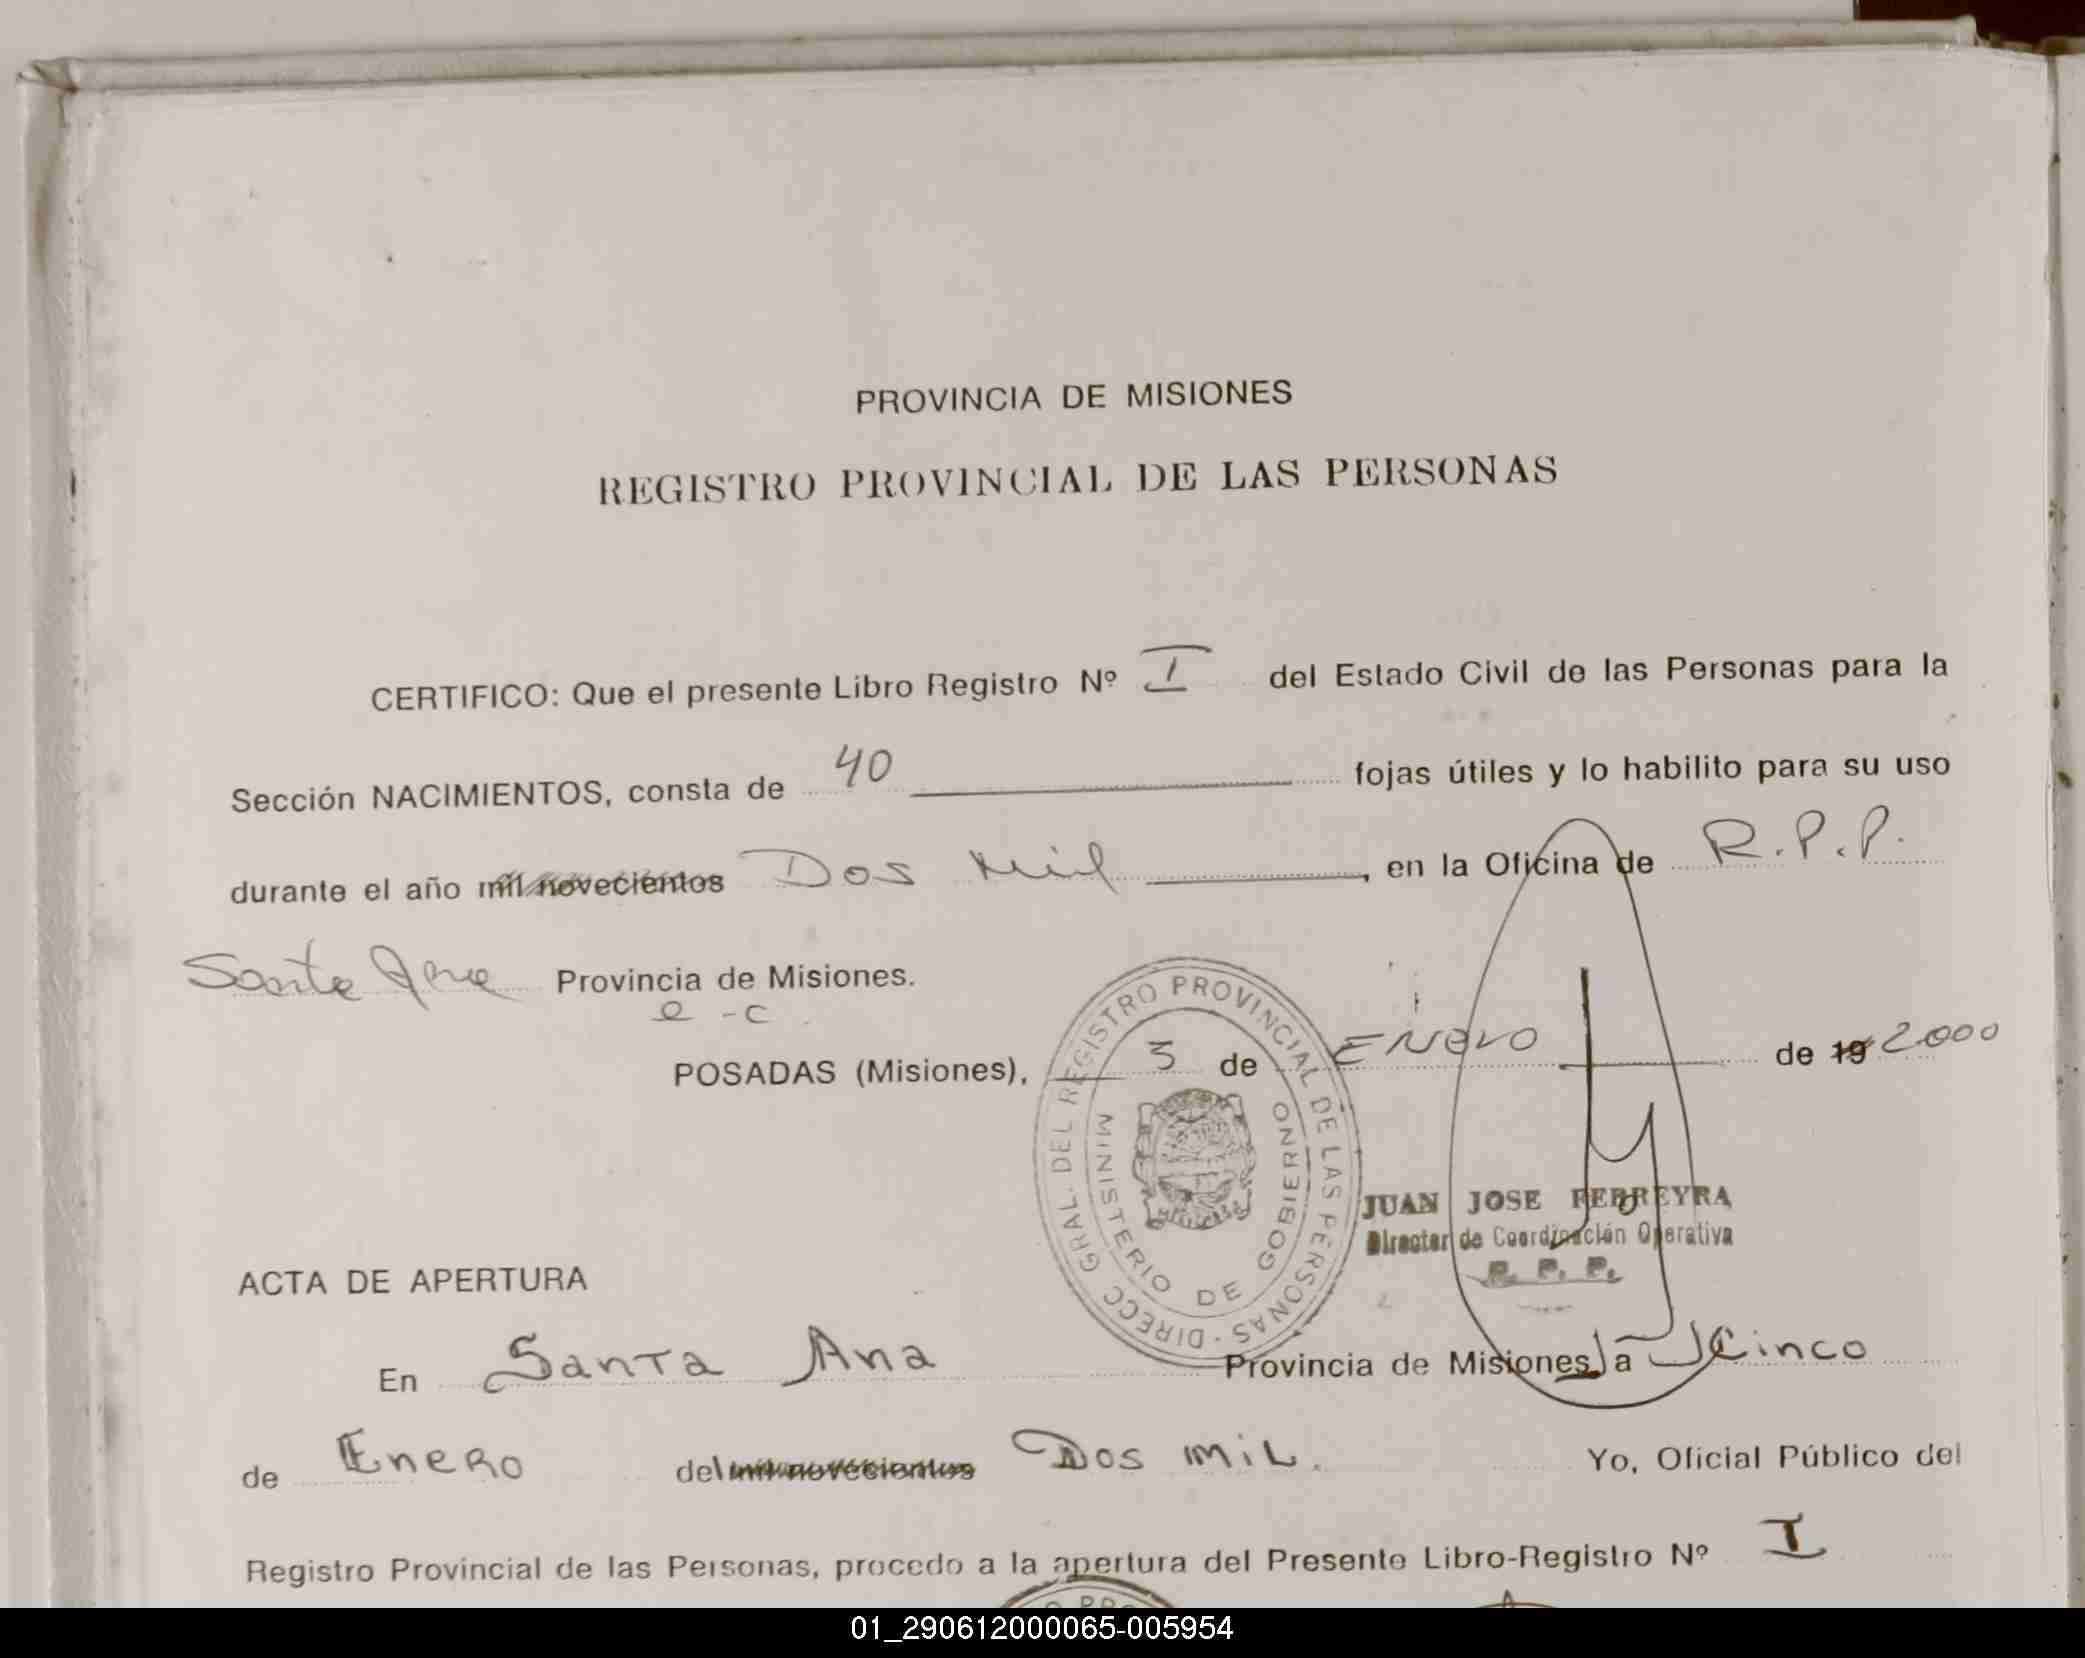 PROVINCIA DE MISIONES
REGISTRO PROVINCIAL DE LAS PERSONAS
CERTIFICO: Que el presente Libro Registro Nº I del Estado Civil de las Personas para la
Sección NACIMIENTOS, consta de 40 fojas útiles y lo habilito para su uso
durante el año mil novecientos Dos Mil, en la Oficina de R.P.P.
Santa Ana Provincia de Misiones.
e-c
POSADAS (Misiones), 3 de ENERO de 19 2000
DIRECC GRAL. DEL REGISTRO PROVINCIAL DE LAS PERSONAS
MINISTERIO DE GOBIERNO
JUAN JOSE FERREYRA
Director de Coordinación Operativa
R. P. P.
ACTA DE APERTURA
En Santa Ana Provincia de Misiones, a Cinco
de Enero del mil novecientos Dos mil. Yo, Oficial Público del
Registro Provincial de las Personas, procedo a la apertura del Presente Libro-Registro Nº I
01_290612000065-005954